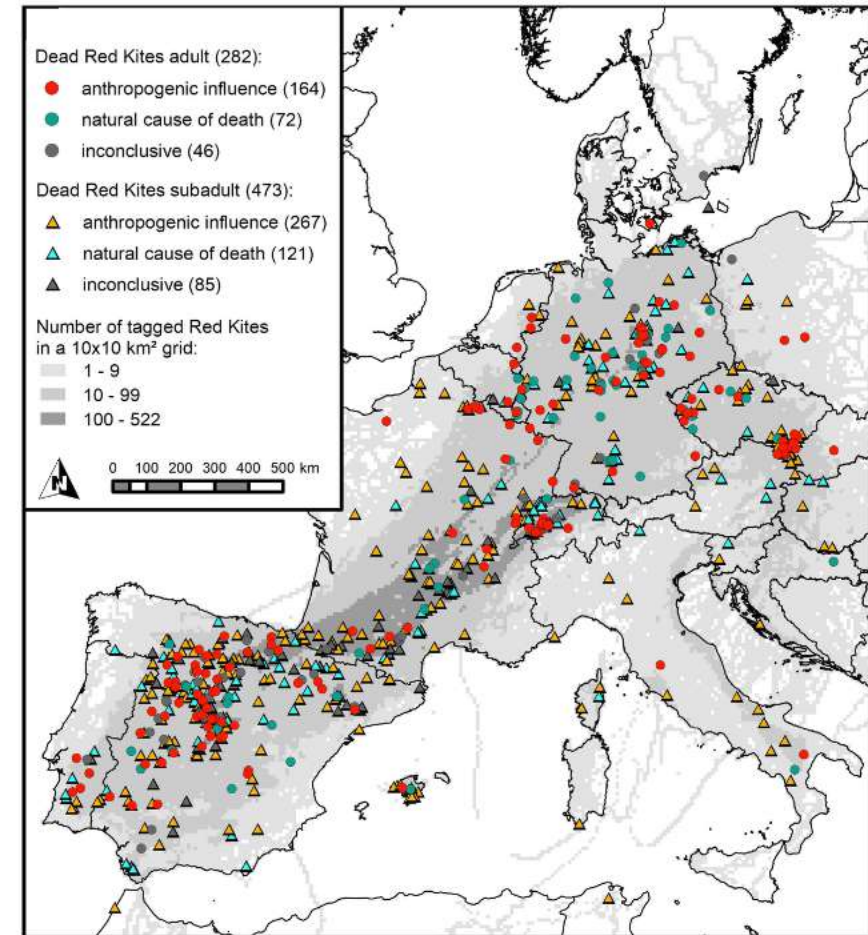 Dead Red Kites adult (282):
anthropogenic influence (164)
natural cause of death (72)
inconclusive (46)
Dead Red Kites subadult (473):
anthropogenic influence (267)
natural cause of death (121)
inconclusive (85)
Number of tagged Red Kites
in a 10x10 km² grid:
1 - 9
10 - 99
100 - 522
N
0 100 200 300 400 500 km